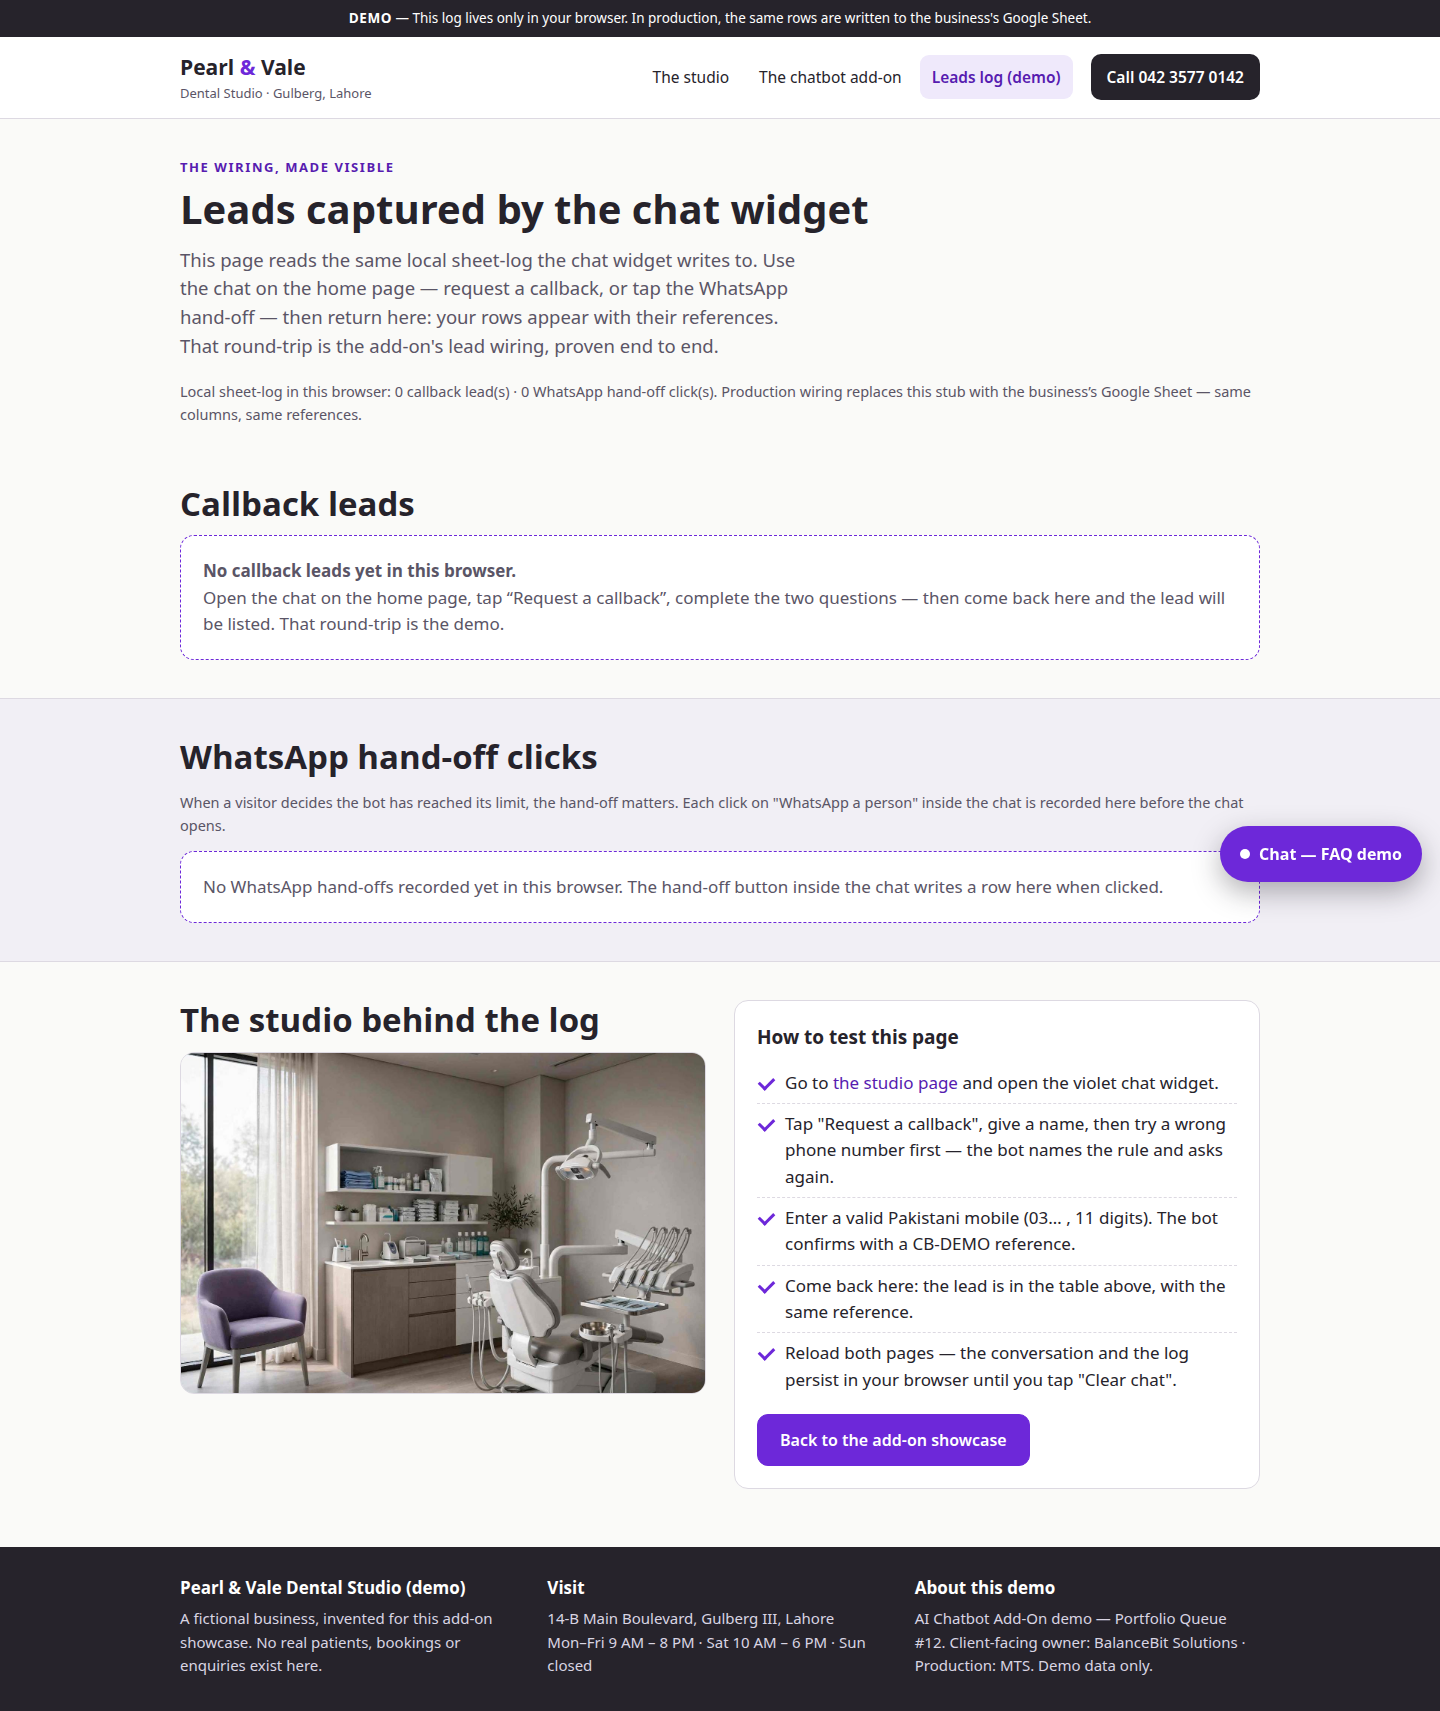 DEMO — This log lives only in your browser. In production, the same rows are written to the business's Google Sheet.
Pearl & Vale
Dental Studio · Gulberg, Lahore
The studio
The chatbot add-on
Leads log (demo)
Call 042 3577 0142
THE WIRING, MADE VISIBLE
Leads captured by the chat widget
This page reads the same local sheet-log the chat widget writes to. Use
the chat on the home page — request a callback, or tap the WhatsApp
hand-off — then return here: your rows appear with their references.
That round-trip is the add-on's lead wiring, proven end to end.
Local sheet-log in this browser: 0 callback lead(s) · 0 WhatsApp hand-off click(s). Production wiring replaces this stub with the business’s Google Sheet — same
columns, same references.
Callback leads
No callback leads yet in this browser.
Open the chat on the home page, tap “Request a callback”, complete the two questions — then come back here and the lead will
be listed. That round-trip is the demo.
WhatsApp hand-off clicks
When a visitor decides the bot has reached its limit, the hand-off matters. Each click on "WhatsApp a person" inside the chat is recorded here before the chat
opens.
Chat — FAQ demo
No WhatsApp hand-offs recorded yet in this browser. The hand-off button inside the chat writes a row here when clicked.
The studio behind the log
How to test this page
Go to the studio page and open the violet chat widget.
Tap "Request a callback", give a name, then try a wrong
phone number first — the bot names the rule and asks
again.
Enter a valid Pakistani mobile (03… , 11 digits). The bot
confirms with a CB-DEMO reference.
Come back here: the lead is in the table above, with the
same reference.
Reload both pages — the conversation and the log
persist in your browser until you tap "Clear chat".
Back to the add-on showcase
Pearl & Vale Dental Studio (demo)
A fictional business, invented for this add-on
showcase. No real patients, bookings or
enquiries exist here.
Visit
14-B Main Boulevard, Gulberg III, Lahore
Mon–Fri 9 AM – 8 PM · Sat 10 AM – 6 PM · Sun
closed
About this demo
AI Chatbot Add-On demo — Portfolio Queue
#12. Client-facing owner: BalanceBit Solutions ·
Production: MTS. Demo data only.